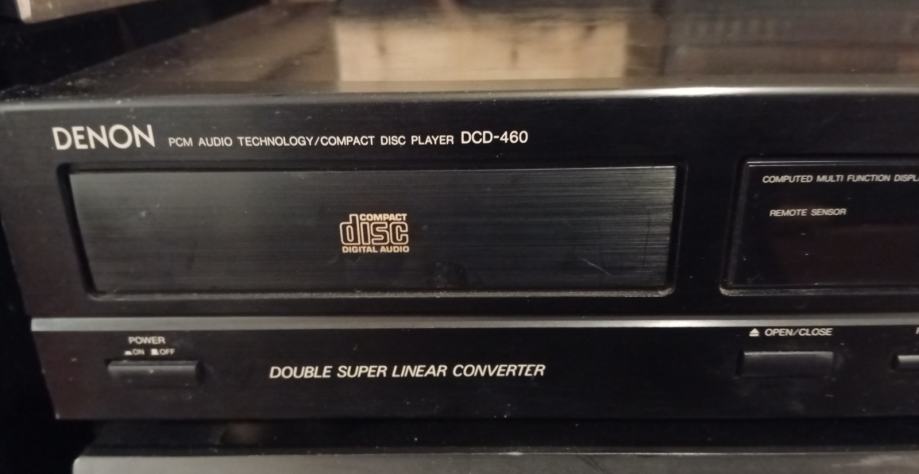 DENON PCM AUDIO TECHNOLOGY/COMPACT DISC PLAYER DCD-460
COMPUTED MULTI FUNCTION
REMOTE SENSOR
COMPACT
disc
DIGITAL AUDIO
POWER
ON OFF
OPEN/CLOSE
DOUBLE SUPER LINEAR CONVERTER